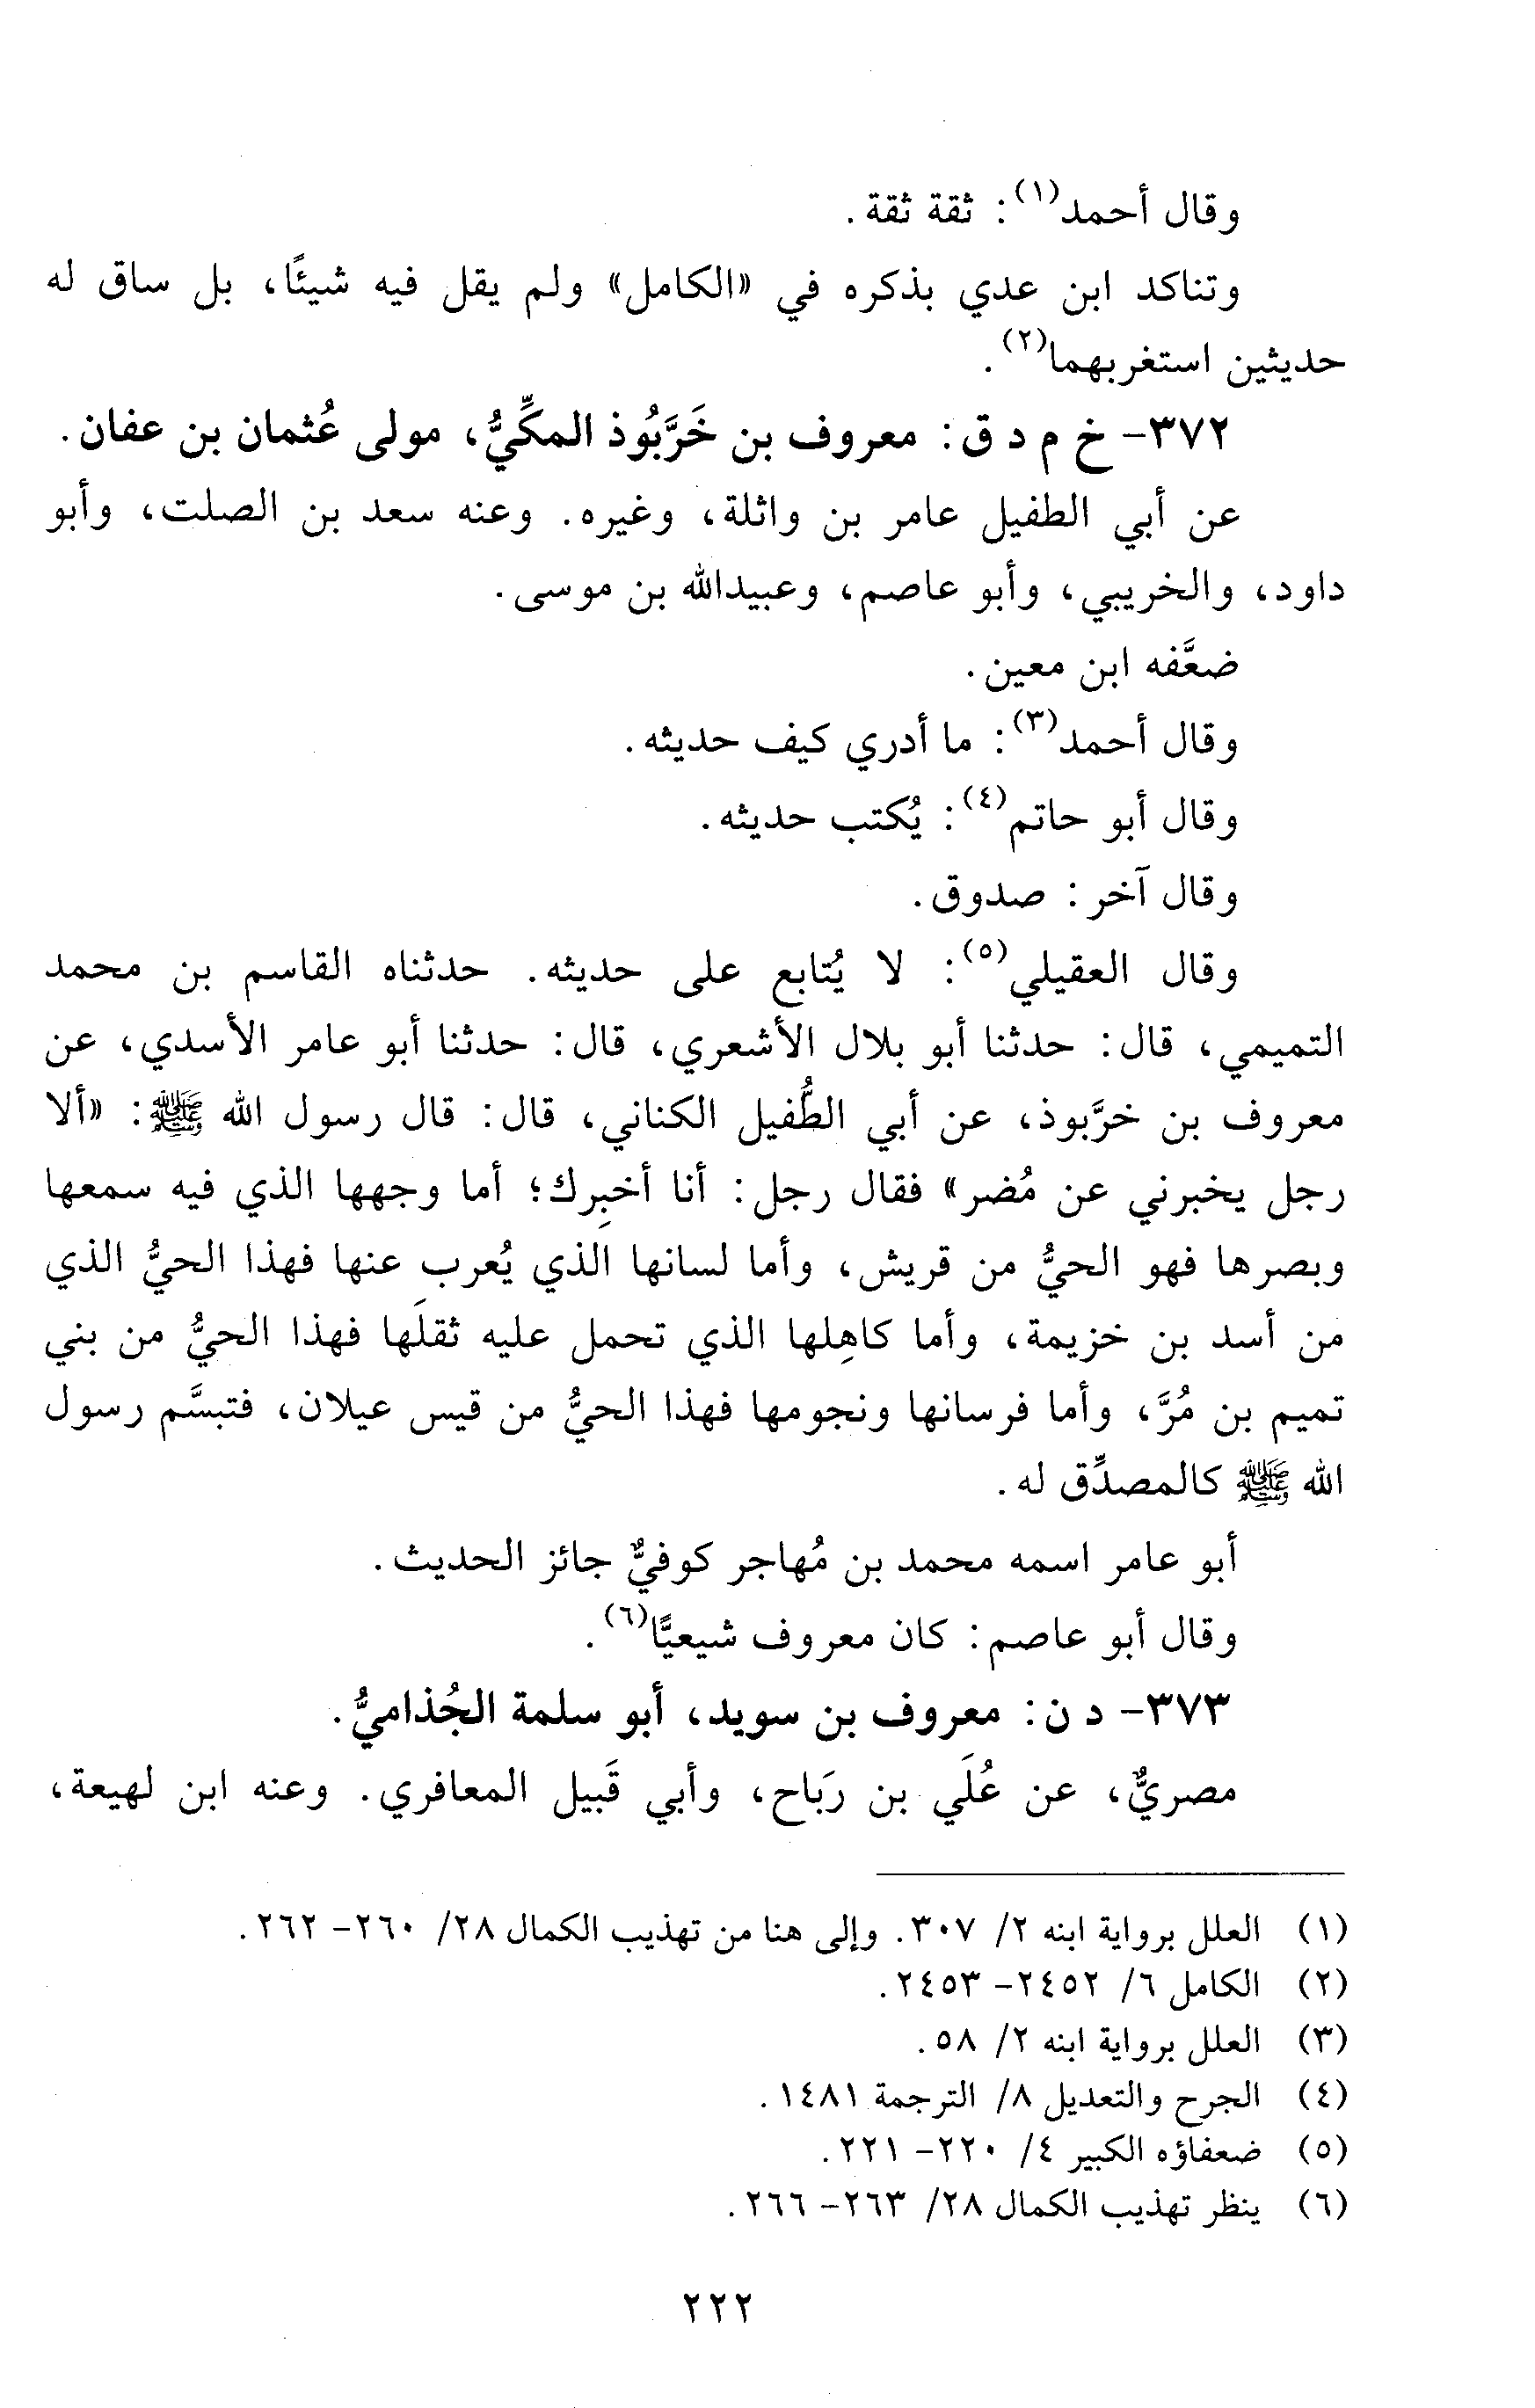 وقال أحمد(١): ثقة ثقة.
وتناكد ابن عدي بذكره في «الكامل» ولم يقل فيه شيئًا، بل ساق له
حديثين استغربهما(٢).
٣٧٢- خ م د ق: معروف بن خَرَّبُوذ المكِّيُّ، مولى عُثمان بن عفان.
عن أبي الطفيل عامر بن واثلة، وغيره. وعنه سعد بن الصلت، وأبو
داود، والخريبي، وأبو عاصم، وعبيدالله بن موسى.
ضعَّفه ابن معين.
وقال أحمد(٣): ما أدري كيف حديثه.
وقال أبو حاتم(٤): يُكتب حديثه.
وقال آخر: صدوق.
وقال العقيلي(٥): لا يُتابع على حديثه. حدثناه القاسم بن محمد
التميمي، قال: حدثنا أبو بلال الأشعري، قال: حدثنا أبو عامر الأسدي، عن
معروف بن خرَّبوذ، عن أبي الطُّفيل الكناني، قال: قال رسول الله ﷺ: «ألا
رجل يخبرني عن مُضر» فقال رجل: أنا أخبِرك؛ أما وجهها الذي فيه سمعها
وبصرها فهو الحيُّ من قريش، وأما لسانها الذي يُعرِب عنها فهذا الحيُّ الذي
من أسد بن خزيمة، وأما كاهِلها الذي تحمل عليه ثقلَها فهذا الحيُّ من بني
تميم بن مُرَّ، وأما فرسانها ونجومها فهذا الحيُّ من قيس عيلان، فتبسَّم رسول
الله ﷺ كالمصدِّق له.
أبو عامر اسمه محمد بن مُهاجر كوفيٌّ جائز الحديث.
وقال أبو عاصم: كان معروف شيعيًّا(٦).
٣٧٣- د ن: معروف بن سويد، أبو سلمة الجُذاميُّ.
مصريٌّ، عن عُلَي بن رَباح، وأبي قَبيل المعافري. وعنه ابن لهيعة،
(١) العلل برواية ابنه ٢/ ٣٠٧. وإلى هنا من تهذيب الكمال ٢٨/ ٢٦٠- ٢٦٢.
(٢) الكامل ٦/ ٢٤٥٢- ٢٤٥٣.
(٣) العلل برواية ابنه ٢/ ٥٨.
(٤) الجرح والتعديل ٨/ الترجمة ١٤٨١.
(٥) ضعفاؤه الكبير ٤/ ٢٢٠- ٢٢١.
(٦) ينظر تهذيب الكمال ٢٨/ ٢٦٣- ٢٦٦.
٢٢٢